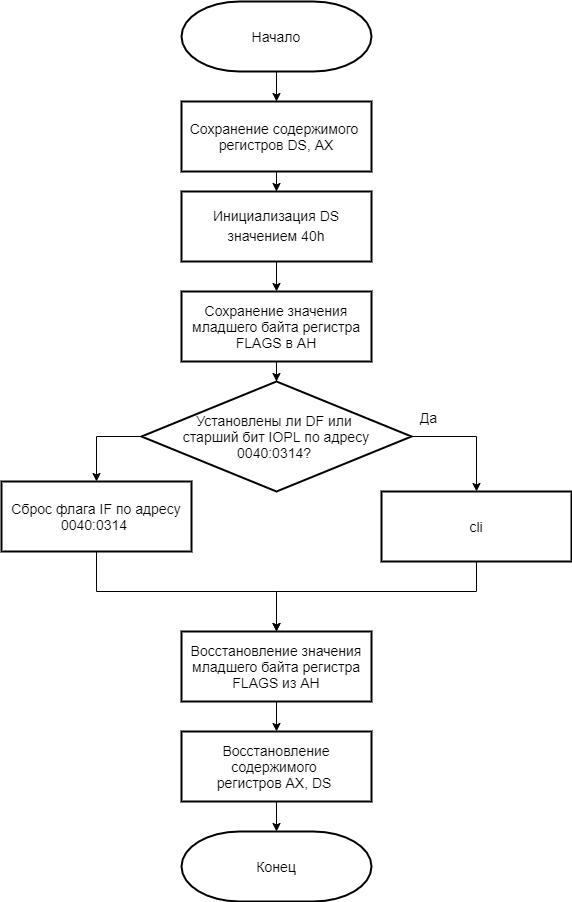 Начало
Сохранение содержимого
регистров DS, AX
Инициализация DS
значением 40h
Сохранение значения
младшего байта регистра
FLAGS в AH
Установлены ли DF или
старший бит IOPL по адресу
0040:0314?
Да
Сброс флага IF по адресу
0040:0314
cli
Восстановление значения
младшего байта регистра
FLAGS из AH
Восстановление
содержимого
регистров AX, DS
Конец